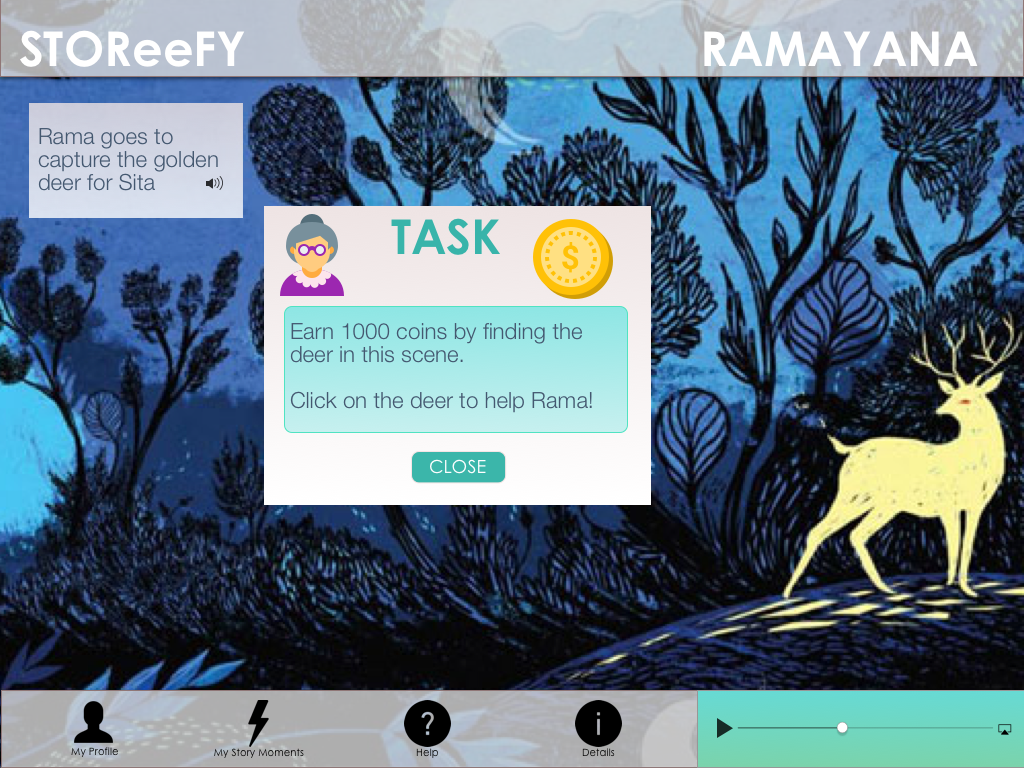 STOReeFY
RAMAYANA
Rama goes to
capture the golden
deer for Sita
TASK
$
Earn 1000 coins by finding the
deer in this scene.
Click on the deer to help Rama!
CLOSE
My Profile
My Story Moments
?
Help
i
Details